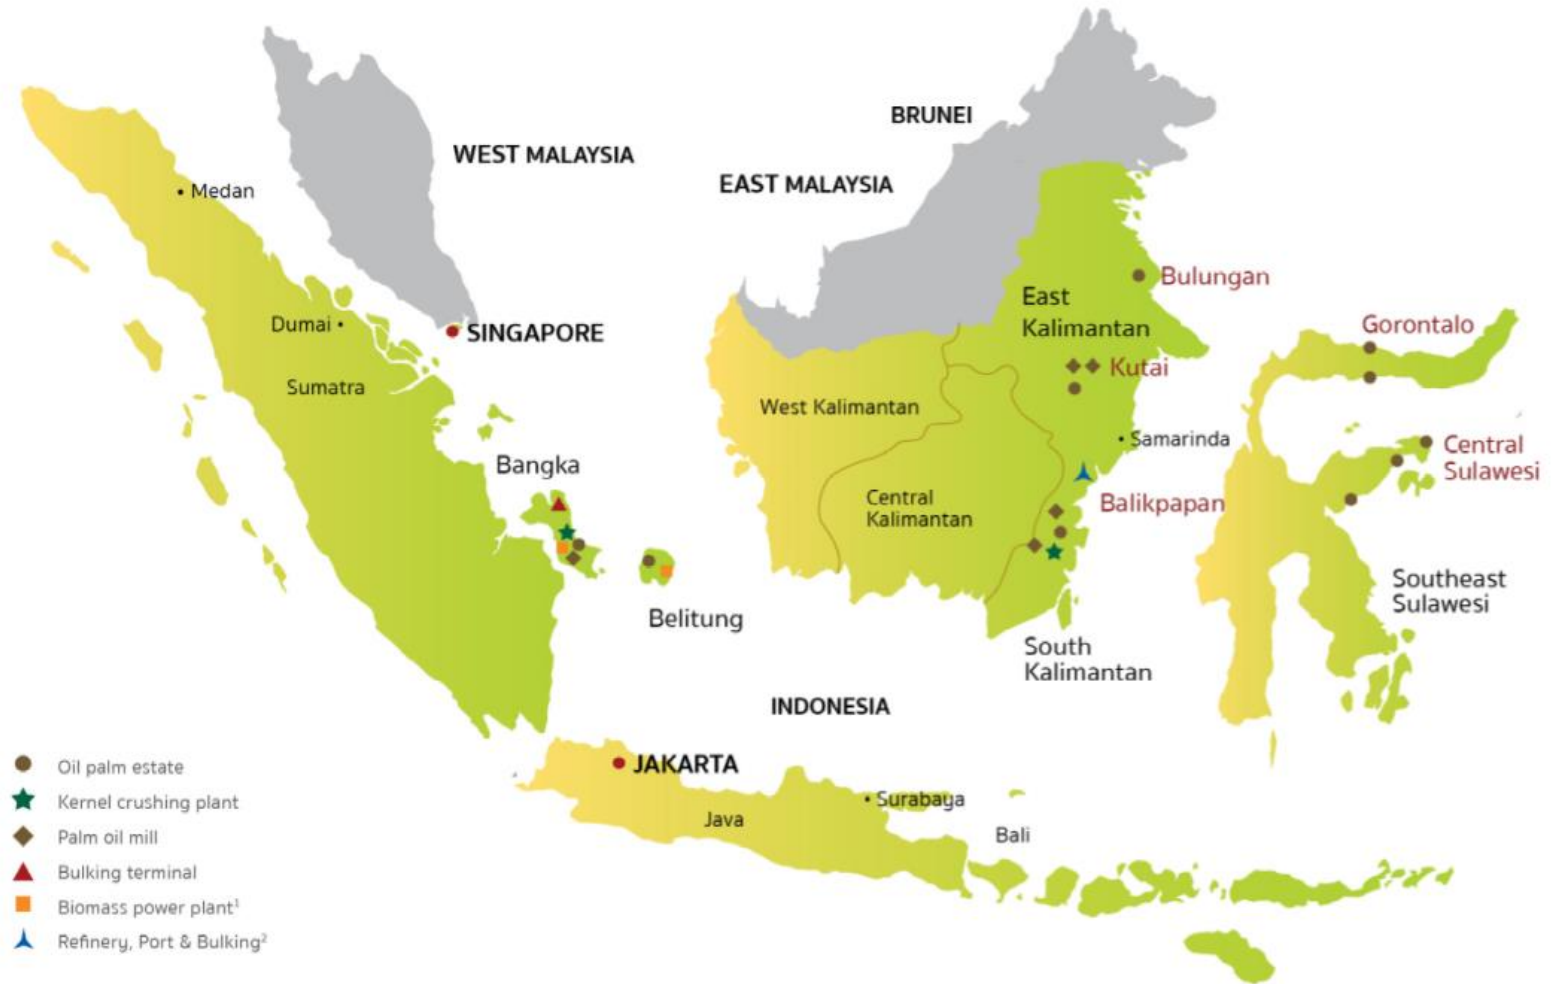 BRUNEI
WEST MALAYSIA
EAST MALAYSIA
Medan
Bulungan
East
Kalimantan
Dumai
SINGAPORE
Gorontalo
Kutai
Sumatra
West Kalimantan
Samarinda
Central
Sulawesi
Bangka
Central
Kalimantan
Balikpapan
Southeast
Sulawesi
Belitung
South
Kalimantan
INDONESIA
JAKARTA
Surabaya
Java
Bali
Oil palm estate
Kernel crushing plant
Palm oil mill
Bulking terminal
Biomass power plant¹
Refinery, Port & Bulking²